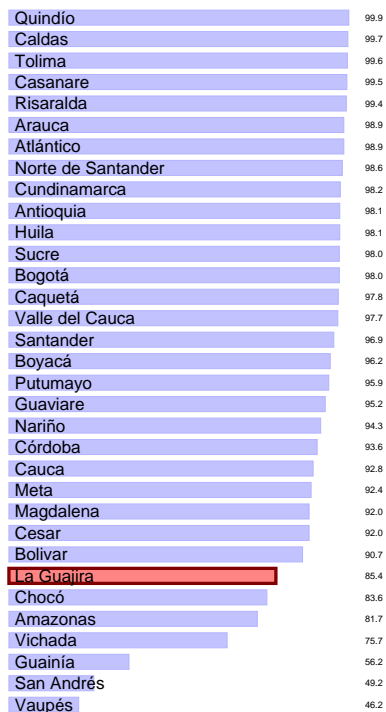 Quindío 99.9
Caldas 99.7
Tolima 99.6
Casanare 99.5
Risaralda 99.4
Arauca 98.9
Atlántico 98.9
Norte de Santander 98.6
Cundinamarca 98.2
Antioquia 98.1
Huila 98.1
Sucre 98.0
Bogotá 98.0
Caquetá 97.8
Valle del Cauca 97.7
Santander 96.9
Boyacá 96.2
Putumayo 95.9
Guaviare 95.2
Nariño 94.3
Córdoba 93.6
Cauca 92.8
Meta 92.4
Magdalena 92.0
Cesar 92.0
Bolivar 90.7
La Guajira 85.4
Chocó 83.6
Amazonas 81.7
Vichada 75.7
Guainía 56.2
San Andrés 49.2
Vaupés 46.2